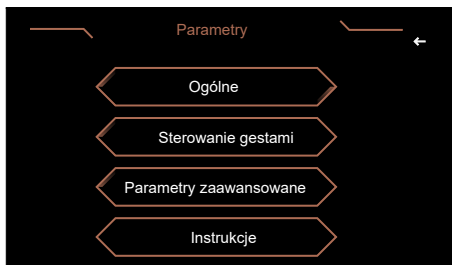 Parametry
Ogólne
Sterowanie gestami
Parametry zaawansowane
Instrukcje